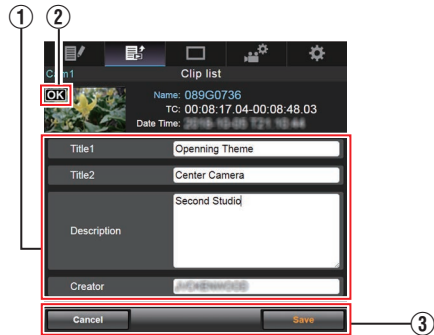 ① ②
Cam1 Clip list
OK
Name: 089G0736
TC: 00:08:17.04-00:08:48.03
Date Time:
Title1 Openning Theme
Title2 Center Camera
Second Studio
Description
Creator
Cancel Save
③